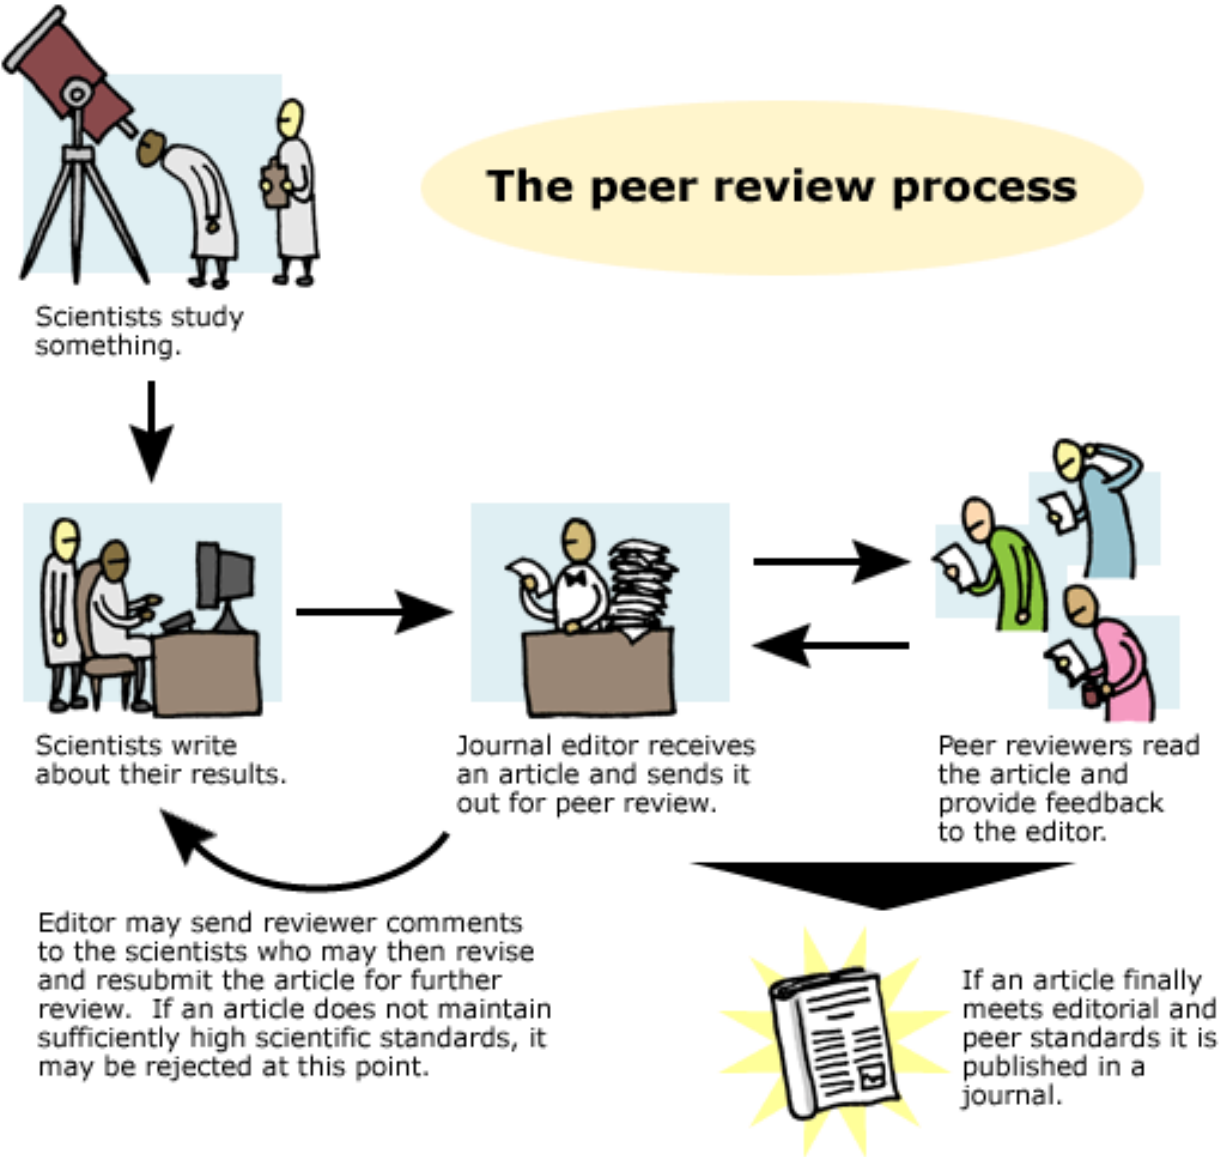 The peer review process
Scientists study
something.
Scientists write
about their results.
Journal editor receives
an article and sends it
out for peer review.
Peer reviewers read
the article and
provide feedback
to the editor.
Editor may send reviewer comments
to the scientists who may then revise
and resubmit the article for further
review.  If an article does not maintain
sufficiently high scientific standards, it
may be rejected at this point.
If an article finally
meets editorial and
peer standards it is
published in a
journal.